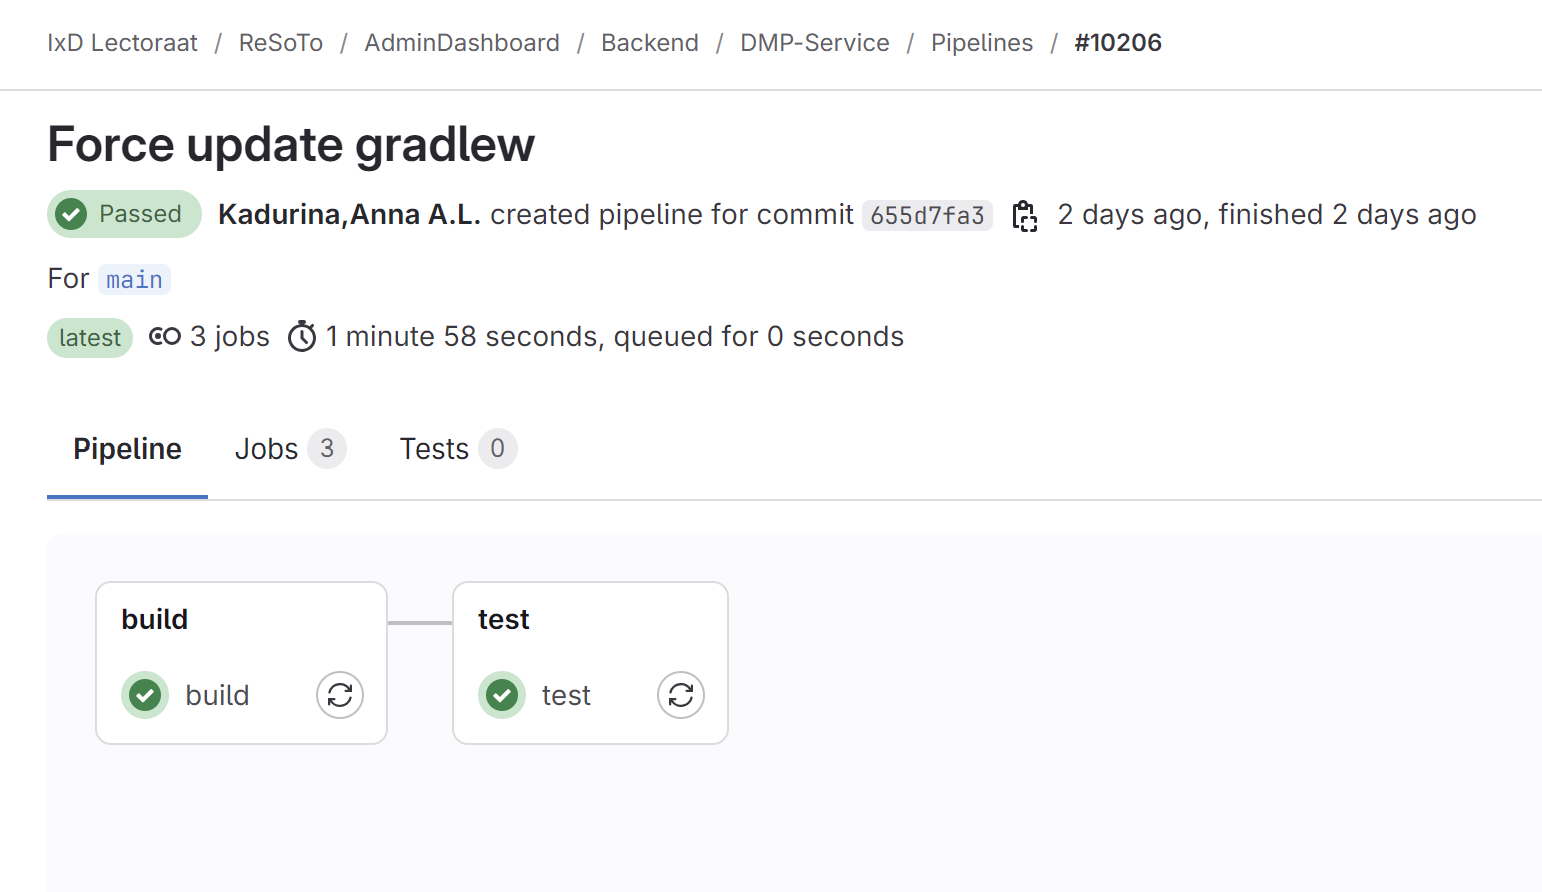 IxD Lectoraat / ReSoTo / AdminDashboard / Backend / DMP-Service / Pipelines / #10206
Force update gradlew
Passed Kadurina,Anna A.L. created pipeline for commit 655d7fa3 2 days ago, finished 2 days ago
For main
latest 3 jobs 1 minute 58 seconds, queued for 0 seconds
Pipeline Jobs 3 Tests 0
build test
build test